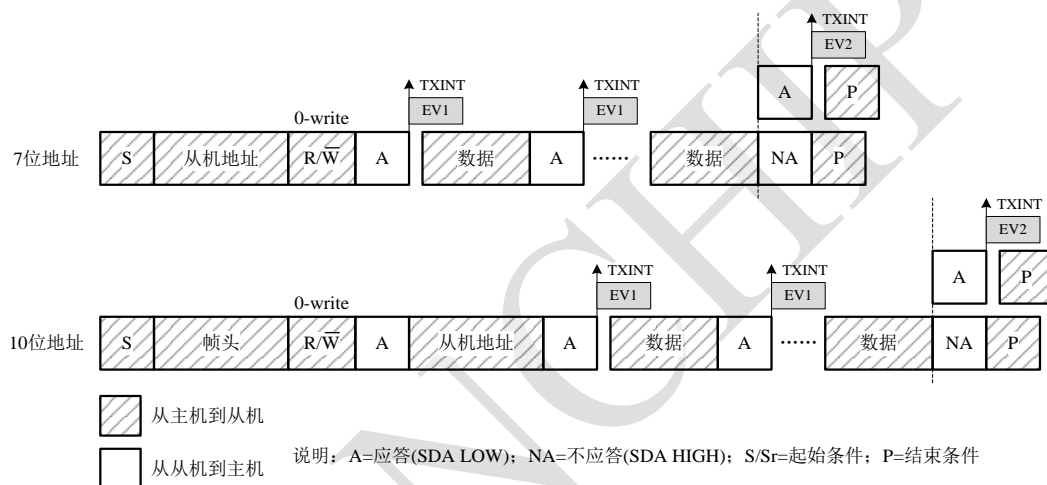 TXINT
EV2
A P
TXINT TXINT
EV1 EV1
0-write
7位地址 S 从机地址 R/W̅ A 数据 A …… 数据 NA P
TXINT
EV2
A P
TXINT TXINT
EV1 EV1
0-write
10位地址 S 帧头 R/W̅ A 从机地址 A 数据 A …… 数据 NA P
从主机到从机
从从机到主机
说明：A=应答(SDA LOW)；NA=不应答(SDA HIGH)；S/Sr=起始条件；P=结束条件